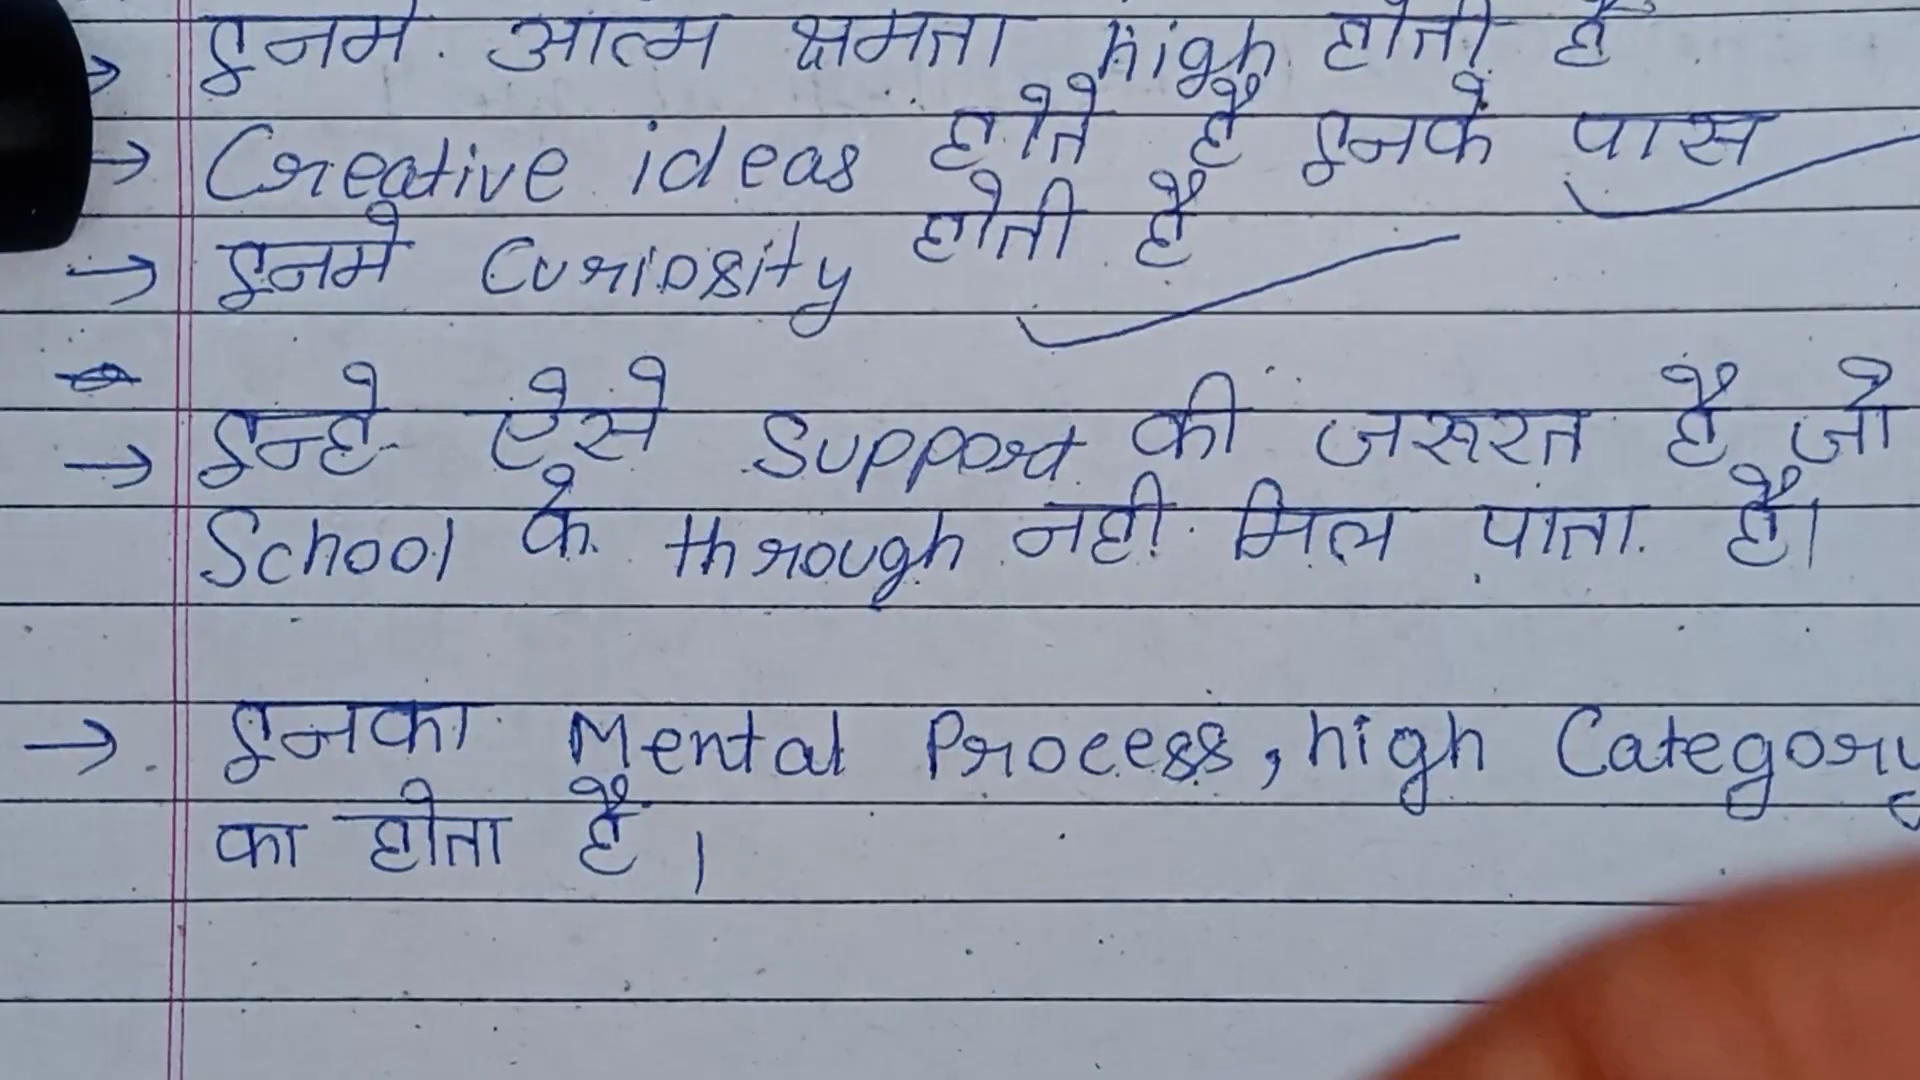 → इनमे आत्म क्षमता high होती है
→ Creative ideas होते है इनके पास
→ इनमे Curiosity होती है
→ इन्हे ऐसे Support की जरूरत है जो
School के through नही मिल पाता है।
→ इनका Mental Process, high Category
का होता है।